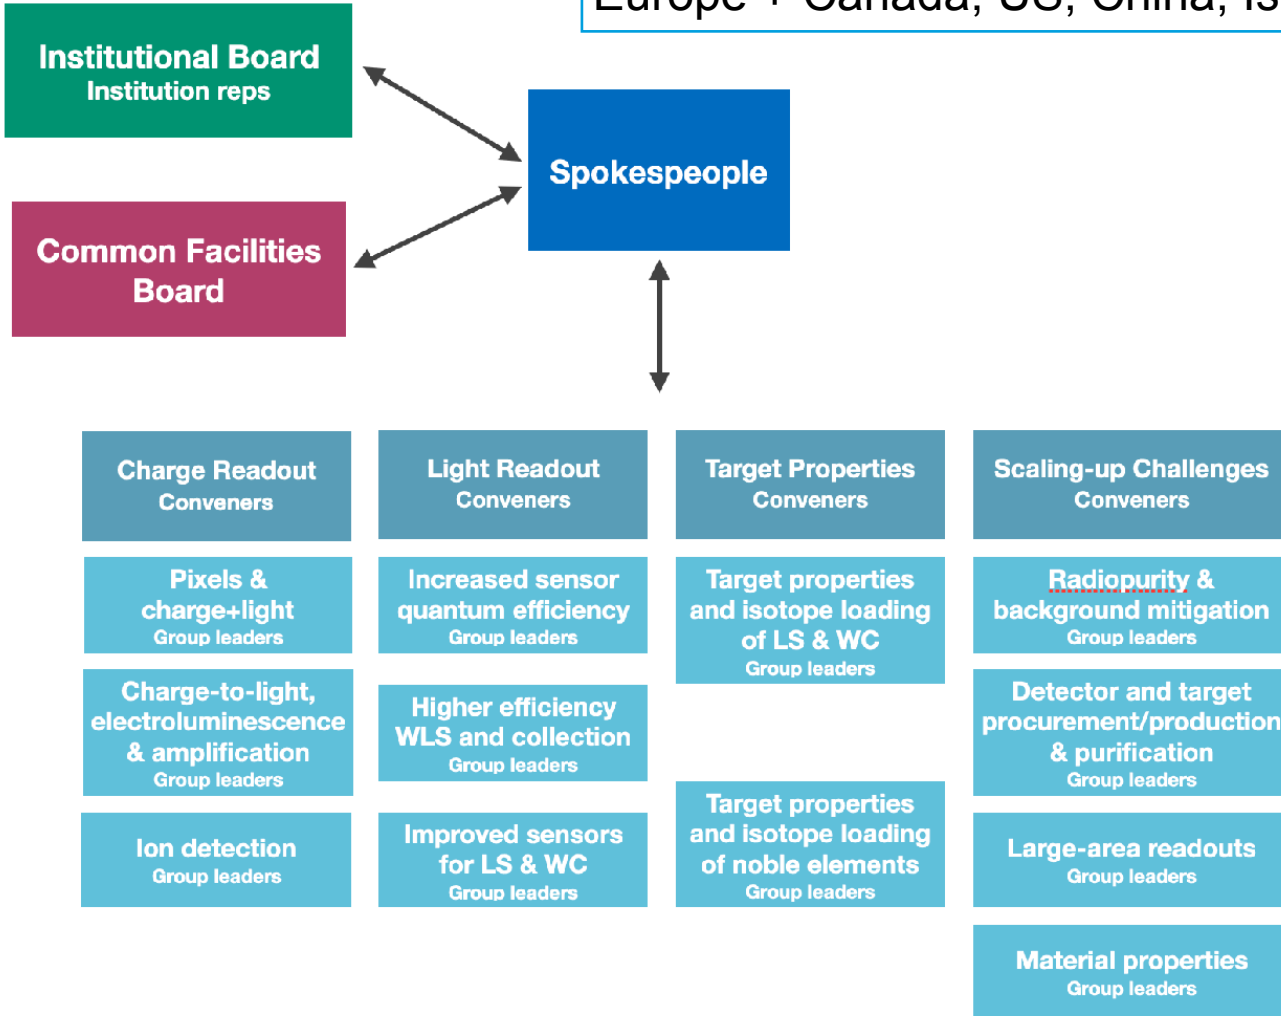 Europe + Canada, US, China, Is
Institutional Board
Institution reps
Spokespeople
Common Facilities
Board
Charge Readout
Conveners
Pixels &
charge+light
Group leaders
Charge-to-light,
electroluminescence
& amplification
Group leaders
Ion detection
Group leaders
Light Readout
Conveners
Increased sensor
quantum efficiency
Group leaders
Higher efficiency
WLS and collection
Group leaders
Improved sensors
for LS & WC
Group leaders
Target Properties
Conveners
Target properties
and isotope loading
of LS & WC
Group leaders
Target properties
and isotope loading
of noble elements
Group leaders
Scaling-up Challenges
Conveners
Radiopurity &
background mitigation
Group leaders
Detector and target
procurement/production
& purification
Group leaders
Large-area readouts
Group leaders
Material properties
Group leaders